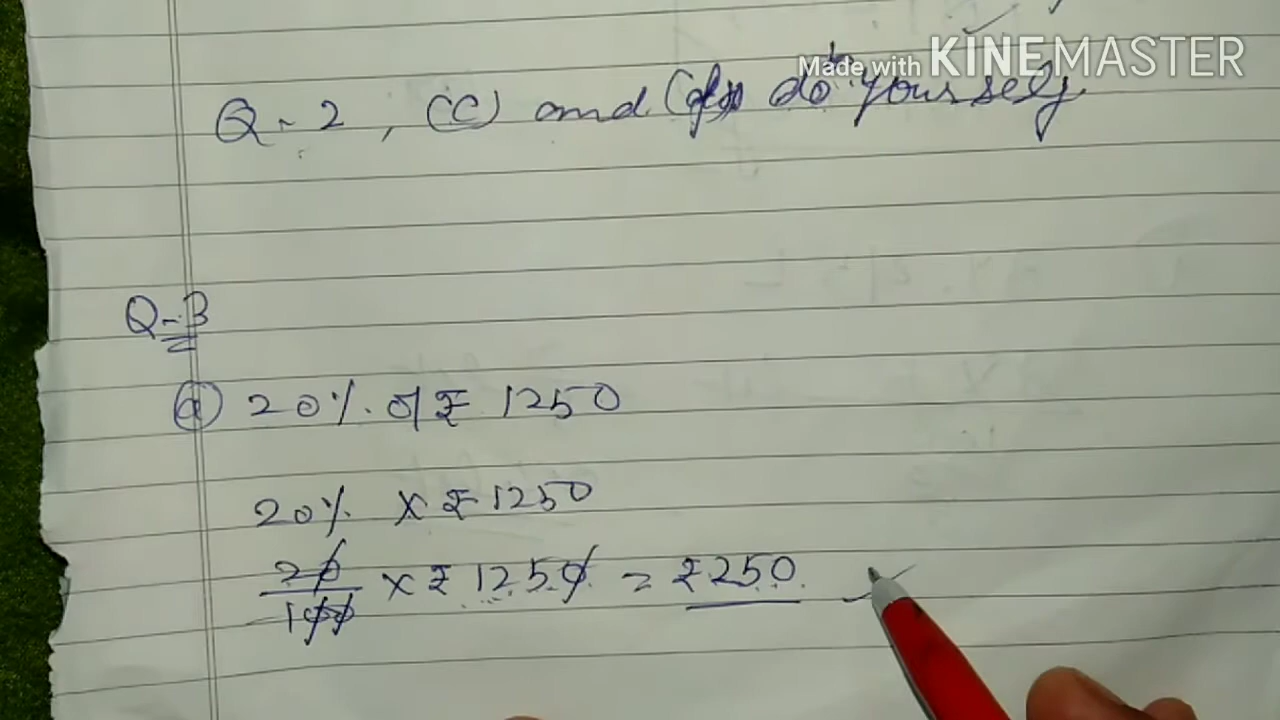 Made with KINEMASTER
Q-2, (C) and (d) do yourself
Q-3
(a) 20% of ₹ 1250
20% × ₹ 1250
20/100 × ₹ 1250 = ₹250